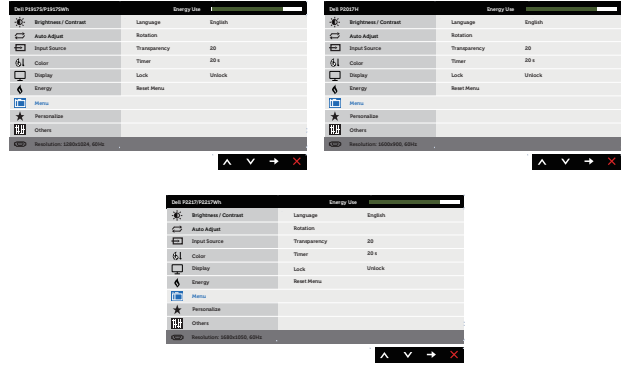 Dell P1917S/P1917SWh Energy Use
Brightness / Contrast Language English
Auto Adjust Rotation
Input Source Transparency 20
Color Timer 20 s
Display Lock Unlock
Energy Reset Menu
Menu
Personalize
Others
Resolution: 1280x1024, 60Hz
Dell P2017H Energy Use
Brightness / Contrast Language English
Auto Adjust Rotation
Input Source Transparency 20
Color Timer 20 s
Display Lock Unlock
Energy Reset Menu
Menu
Personalize
Others
Resolution: 1600x900, 60Hz
Dell P2217/P2217Wh Energy Use
Brightness / Contrast Language English
Auto Adjust Rotation
Input Source Transparency 20
Color Timer 20 s
Display Lock Unlock
Energy Reset Menu
Menu
Personalize
Others
Resolution: 1680x1050, 60Hz